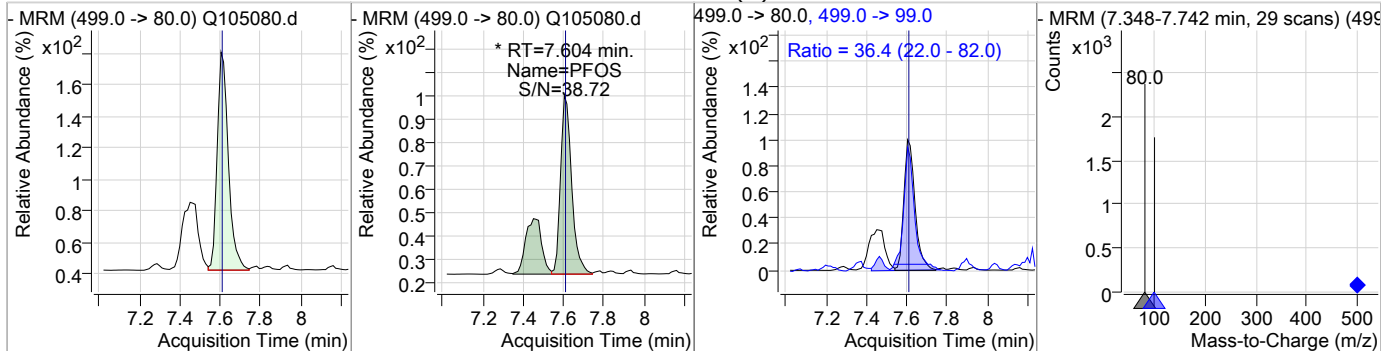 - MRM (499.0 -> 80.0) Q105080.d
x10²
1.6
1.4
1.2
1
0.8
0.6
0.4
Relative Abundance (%)
7.2 7.4 7.6 7.8 8
Acquisition Time (min)
- MRM (499.0 -> 80.0) Q105080.d
x10²
* RT=7.604 min.
Name=PFOS
S/N=38.72
1
0.9
0.8
0.7
0.6
0.5
0.4
0.3
0.2
Relative Abundance (%)
7.2 7.4 7.6 7.8 8
Acquisition Time (min)
499.0 -> 80.0, 499.0 -> 99.0
x10²
Ratio = 36.4 (22.0 - 82.0)
1.4
1.2
1
0.8
0.6
0.4
0.2
0
Relative Abundance (%)
7.2 7.4 7.6 7.8 8
Acquisition Time (min)
- MRM (7.348-7.742 min, 29 scans) (499
x10³
80.0
2
1.5
1
0.5
0
Counts
100 200 300 400 500
Mass-to-Charge (m/z)